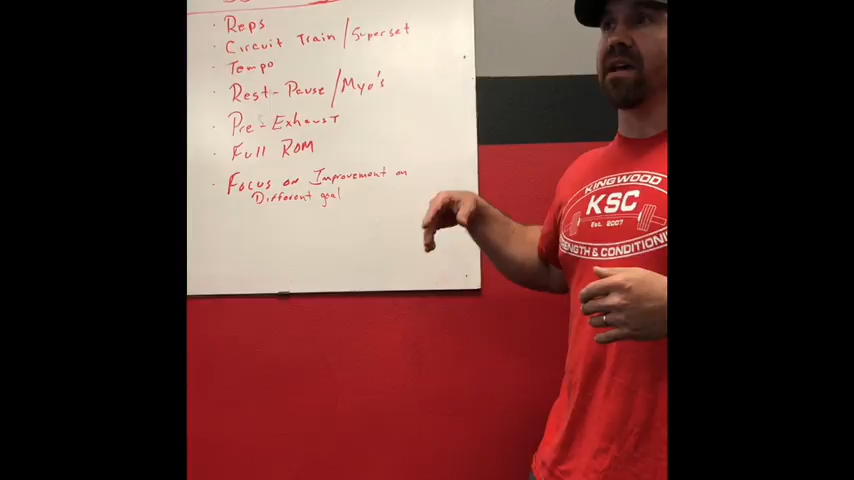 · Reps
· Circuit Train/Superset
· Tempo
· Rest-Pause/Myo's
· Pre-Exhaust
· Full ROM
· Focus on Improvement on
Different goal
KINGWOOD
KSC
Est. 2007
STRENGTH & CONDITIONING